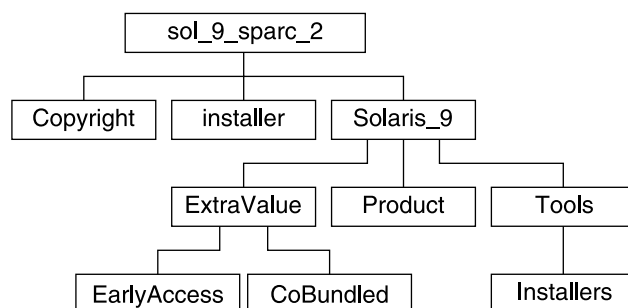 sol_9_sparc_2
Copyright
installer
Solaris_9
ExtraValue
Product
Tools
EarlyAccess
CoBundled
Installers